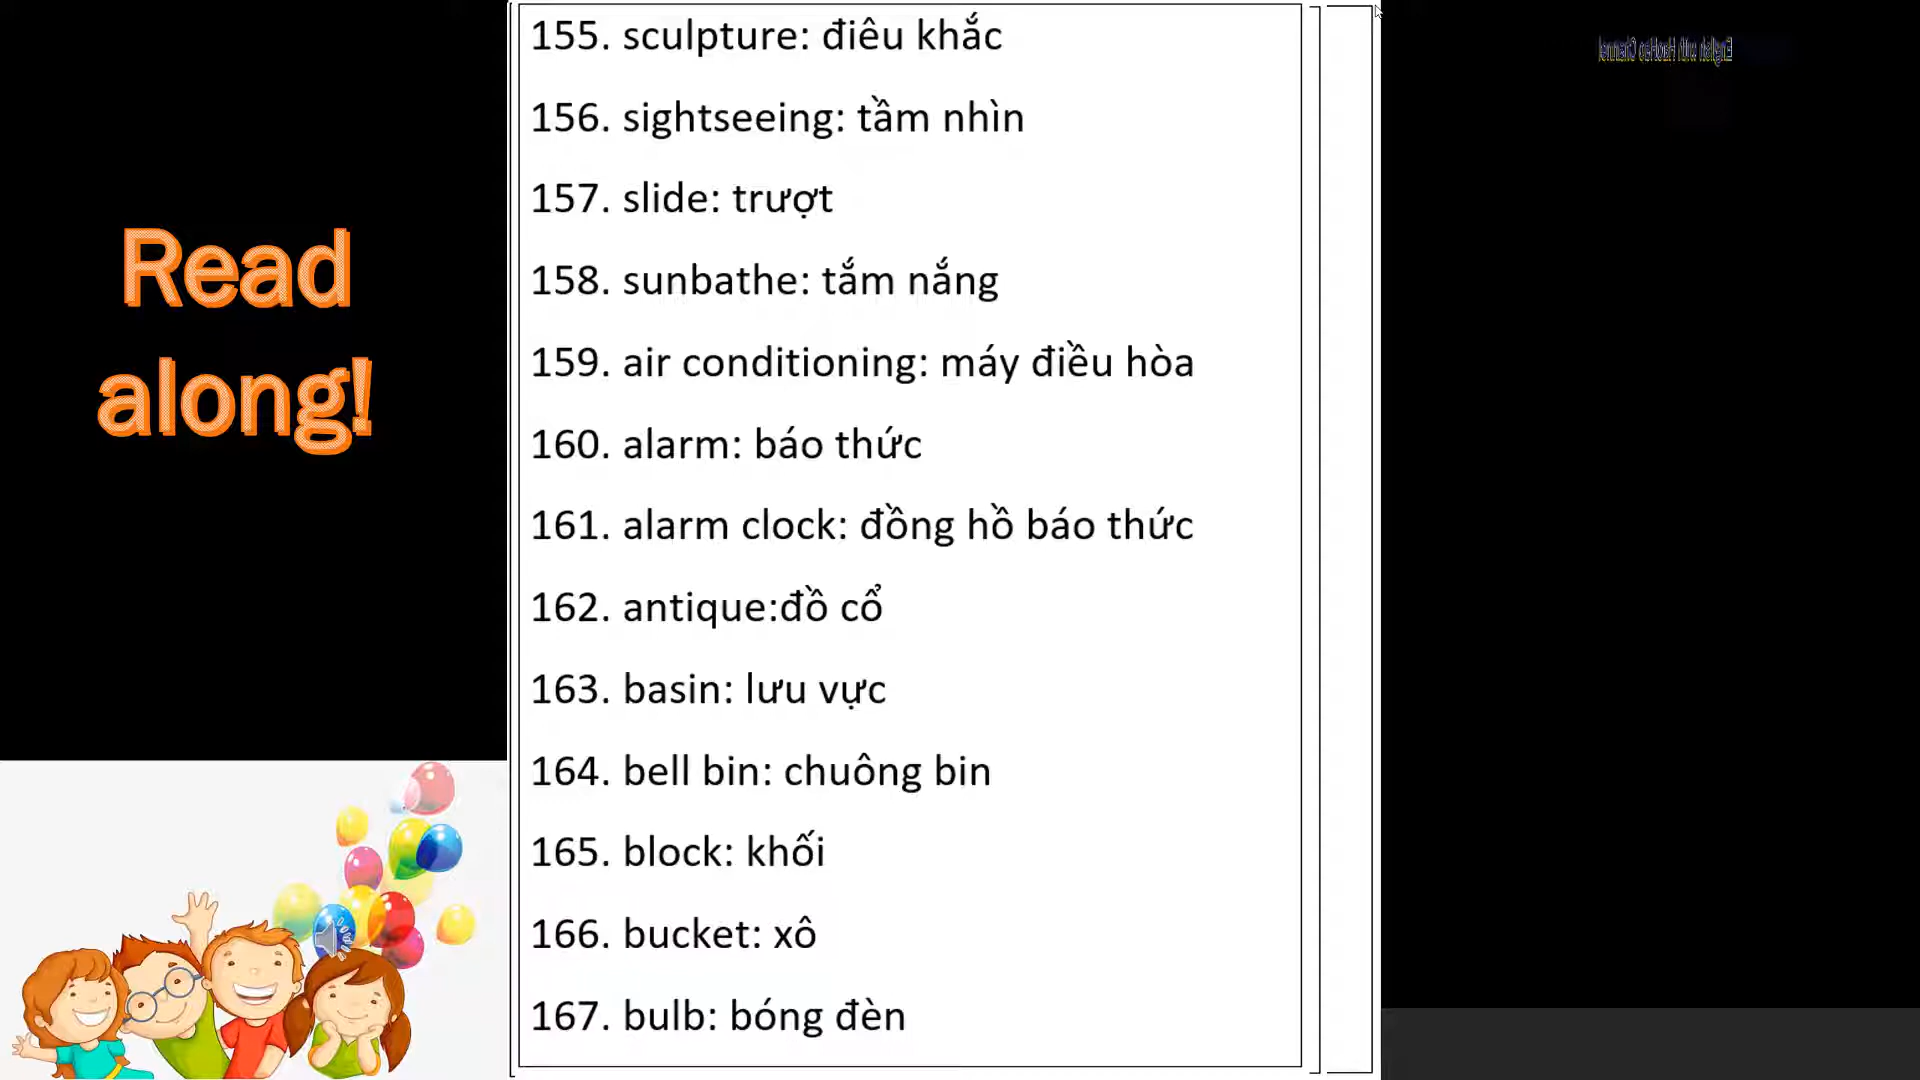 Read
along!
155. sculpture: điêu khắc
156. sightseeing: tầm nhìn
157. slide: trượt
158. sunbathe: tắm nắng
159. air conditioning: máy điều hòa
160. alarm: báo thức
161. alarm clock: đồng hồ báo thức
162. antique:đồ cổ
163. basin: lưu vực
164. bell bin: chuông bin
165. block: khối
166. bucket: xô
167. bulb: bóng đèn